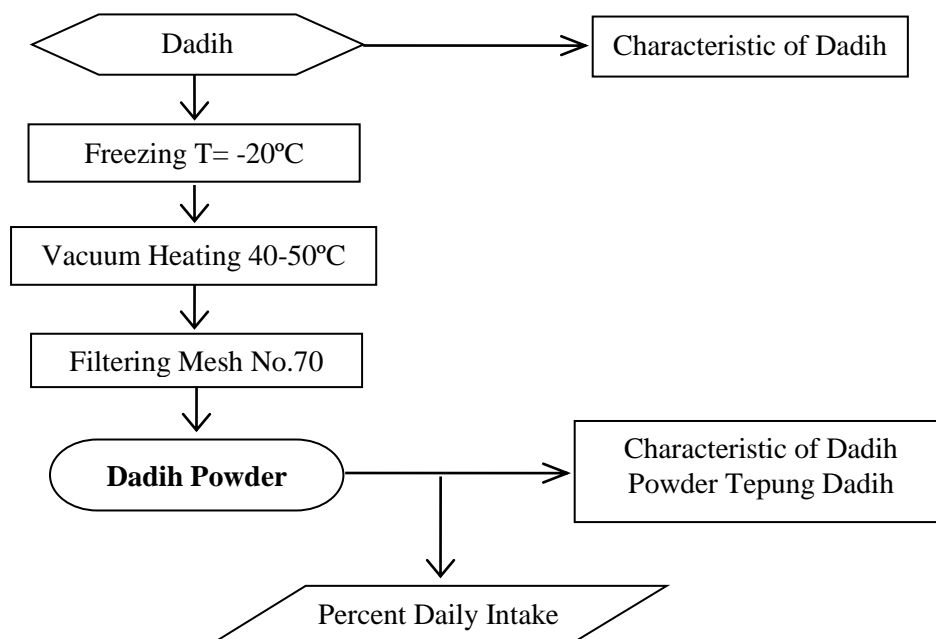 Dadih
Characteristic of Dadih
Freezing T= -20ºC
Vacuum Heating 40-50ºC
Filtering Mesh No.70
Dadih Powder
Characteristic of Dadih
Powder Tepung Dadih
Percent Daily Intake